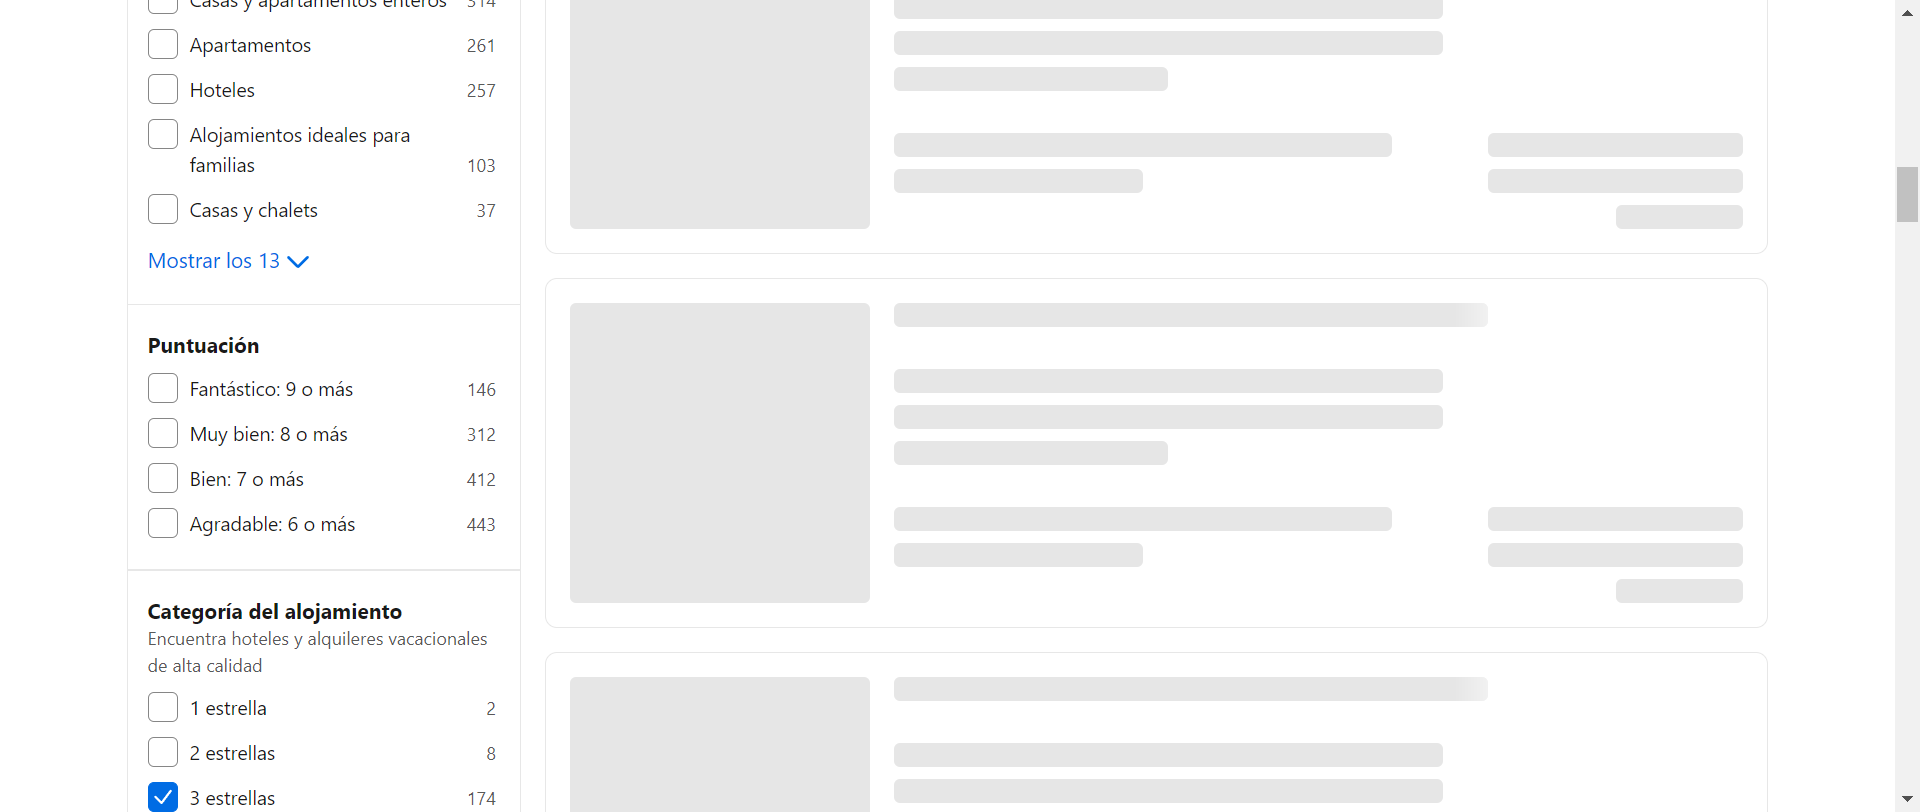 Casas y apartamentos enteros 314
Apartamentos 261
Hoteles 257
Alojamientos ideales para
familias 103
Casas y chalets 37
Mostrar los 13
Puntuación
Fantástico: 9 o más 146
Muy bien: 8 o más 312
Bien: 7 o más 412
Agradable: 6 o más 443
Categoría del alojamiento
Encuentra hoteles y alquileres vacacionales
de alta calidad
1 estrella 2
2 estrellas 8
3 estrellas 174